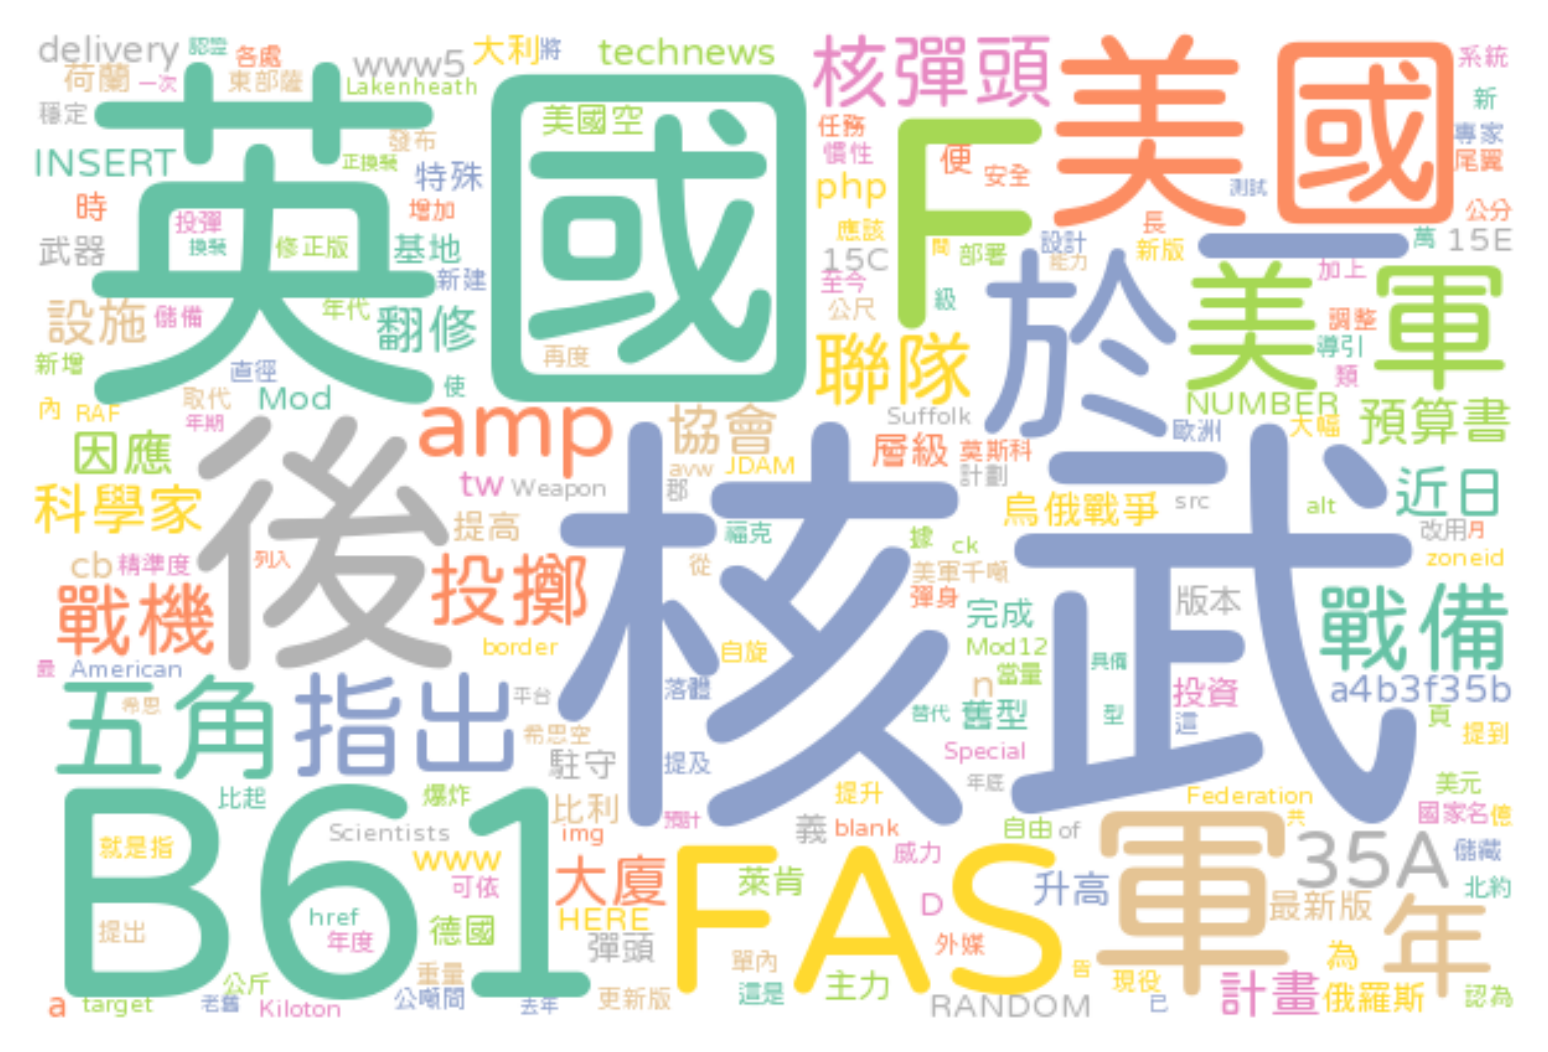 delivery 認證 各處 www5 大利 將 technews 核彈頭 美國 系統
荷蘭 一次 東部薩 Lakenheath 英國 美國空 新
穩定 發布 任務 F 專家
INSERT 正換裝 特殊 慣性 便 安全 尾翼
時 投彈 增加 php 測試 公分
武器 換裝 修正版 基地 應該 間 部署 設計 長 新版 萬 15E
新建 15C 至今 級 能力 一 加上
設施 儲備 年代 翻修 公尺 於 美軍 調整
新增 直徑 再度 聯隊 導引 類
內 RAF 取代 年期 Mod 使 Suffolk NUMBER 大幅 預算書
因應 後 amp 協會 層級 莫斯科 歐洲
科學家 tw Weapon avw JDAM 郡 核武 計劃 烏俄戰爭 src alt 近日
提高 福克 據 ck 改用 月
cb 精準度 列入 投擲 從 美軍千噸 zoneid
戰機 彈身 完成 版本 戰備
border 自旋 Mod12 具備
最 American 落體 n 當量 投資 a4b3f35b
五角 希思 指出 平台 替代 舊型 型 這 頁
希思空 駐守 提及 Special 提到
比起 爆炸 年底 美元
B61 比利 預計 提升 Federation 共 國家名 億
就是指 Scientists img 義 blank 自由 of 軍 35A 儲藏
www 大廈 FAS 威力
可依 萊肯 升高 最新版 年 北約
提出 href 年度 德國 HERE 彈頭 D 外媒
公斤 重量 單內 皆 現役 為
a target 老舊 Kiloton 公噸間 去年 更新版 這是 主力 RANDOM 已 計畫 俄羅斯 認為